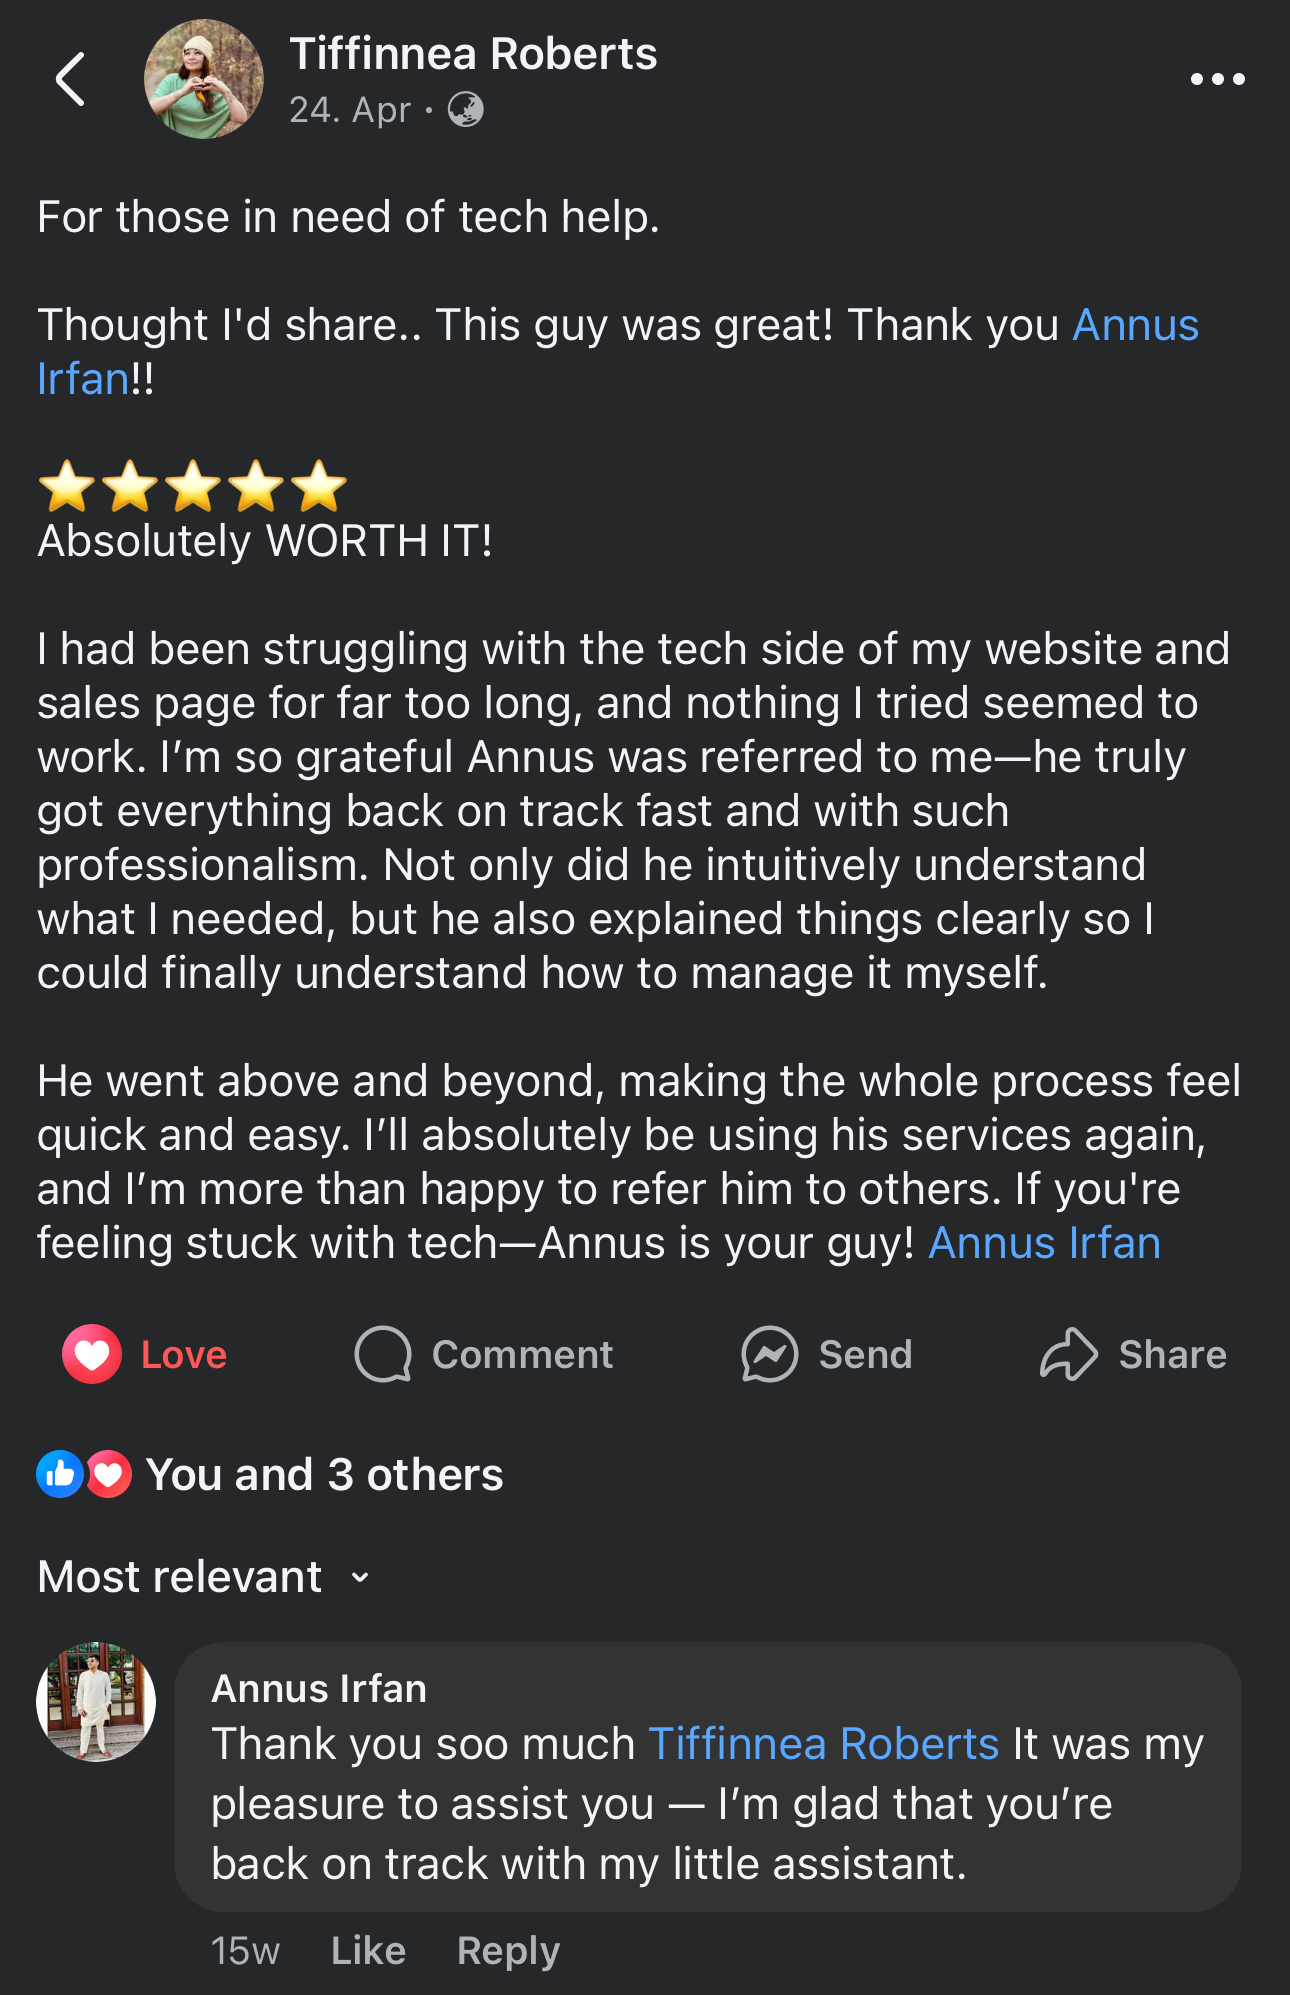 Tiffinnea Roberts
24. Apr ·
For those in need of tech help.
Thought I'd share.. This guy was great! Thank you Annus
Irfan!!
⭐⭐⭐⭐⭐
Absolutely WORTH IT!
I had been struggling with the tech side of my website and
sales page for far too long, and nothing I tried seemed to
work. I’m so grateful Annus was referred to me—he truly
got everything back on track fast and with such
professionalism. Not only did he intuitively understand
what I needed, but he also explained things clearly so I
could finally understand how to manage it myself.
He went above and beyond, making the whole process feel
quick and easy. I’ll absolutely be using his services again,
and I’m more than happy to refer him to others. If you're
feeling stuck with tech—Annus is your guy! Annus Irfan
Love Comment Send Share
You and 3 others
Most relevant
Annus Irfan
Thank you soo much Tiffinnea Roberts It was my
pleasure to assist you — I’m glad that you’re
back on track with my little assistant.
15w Like Reply